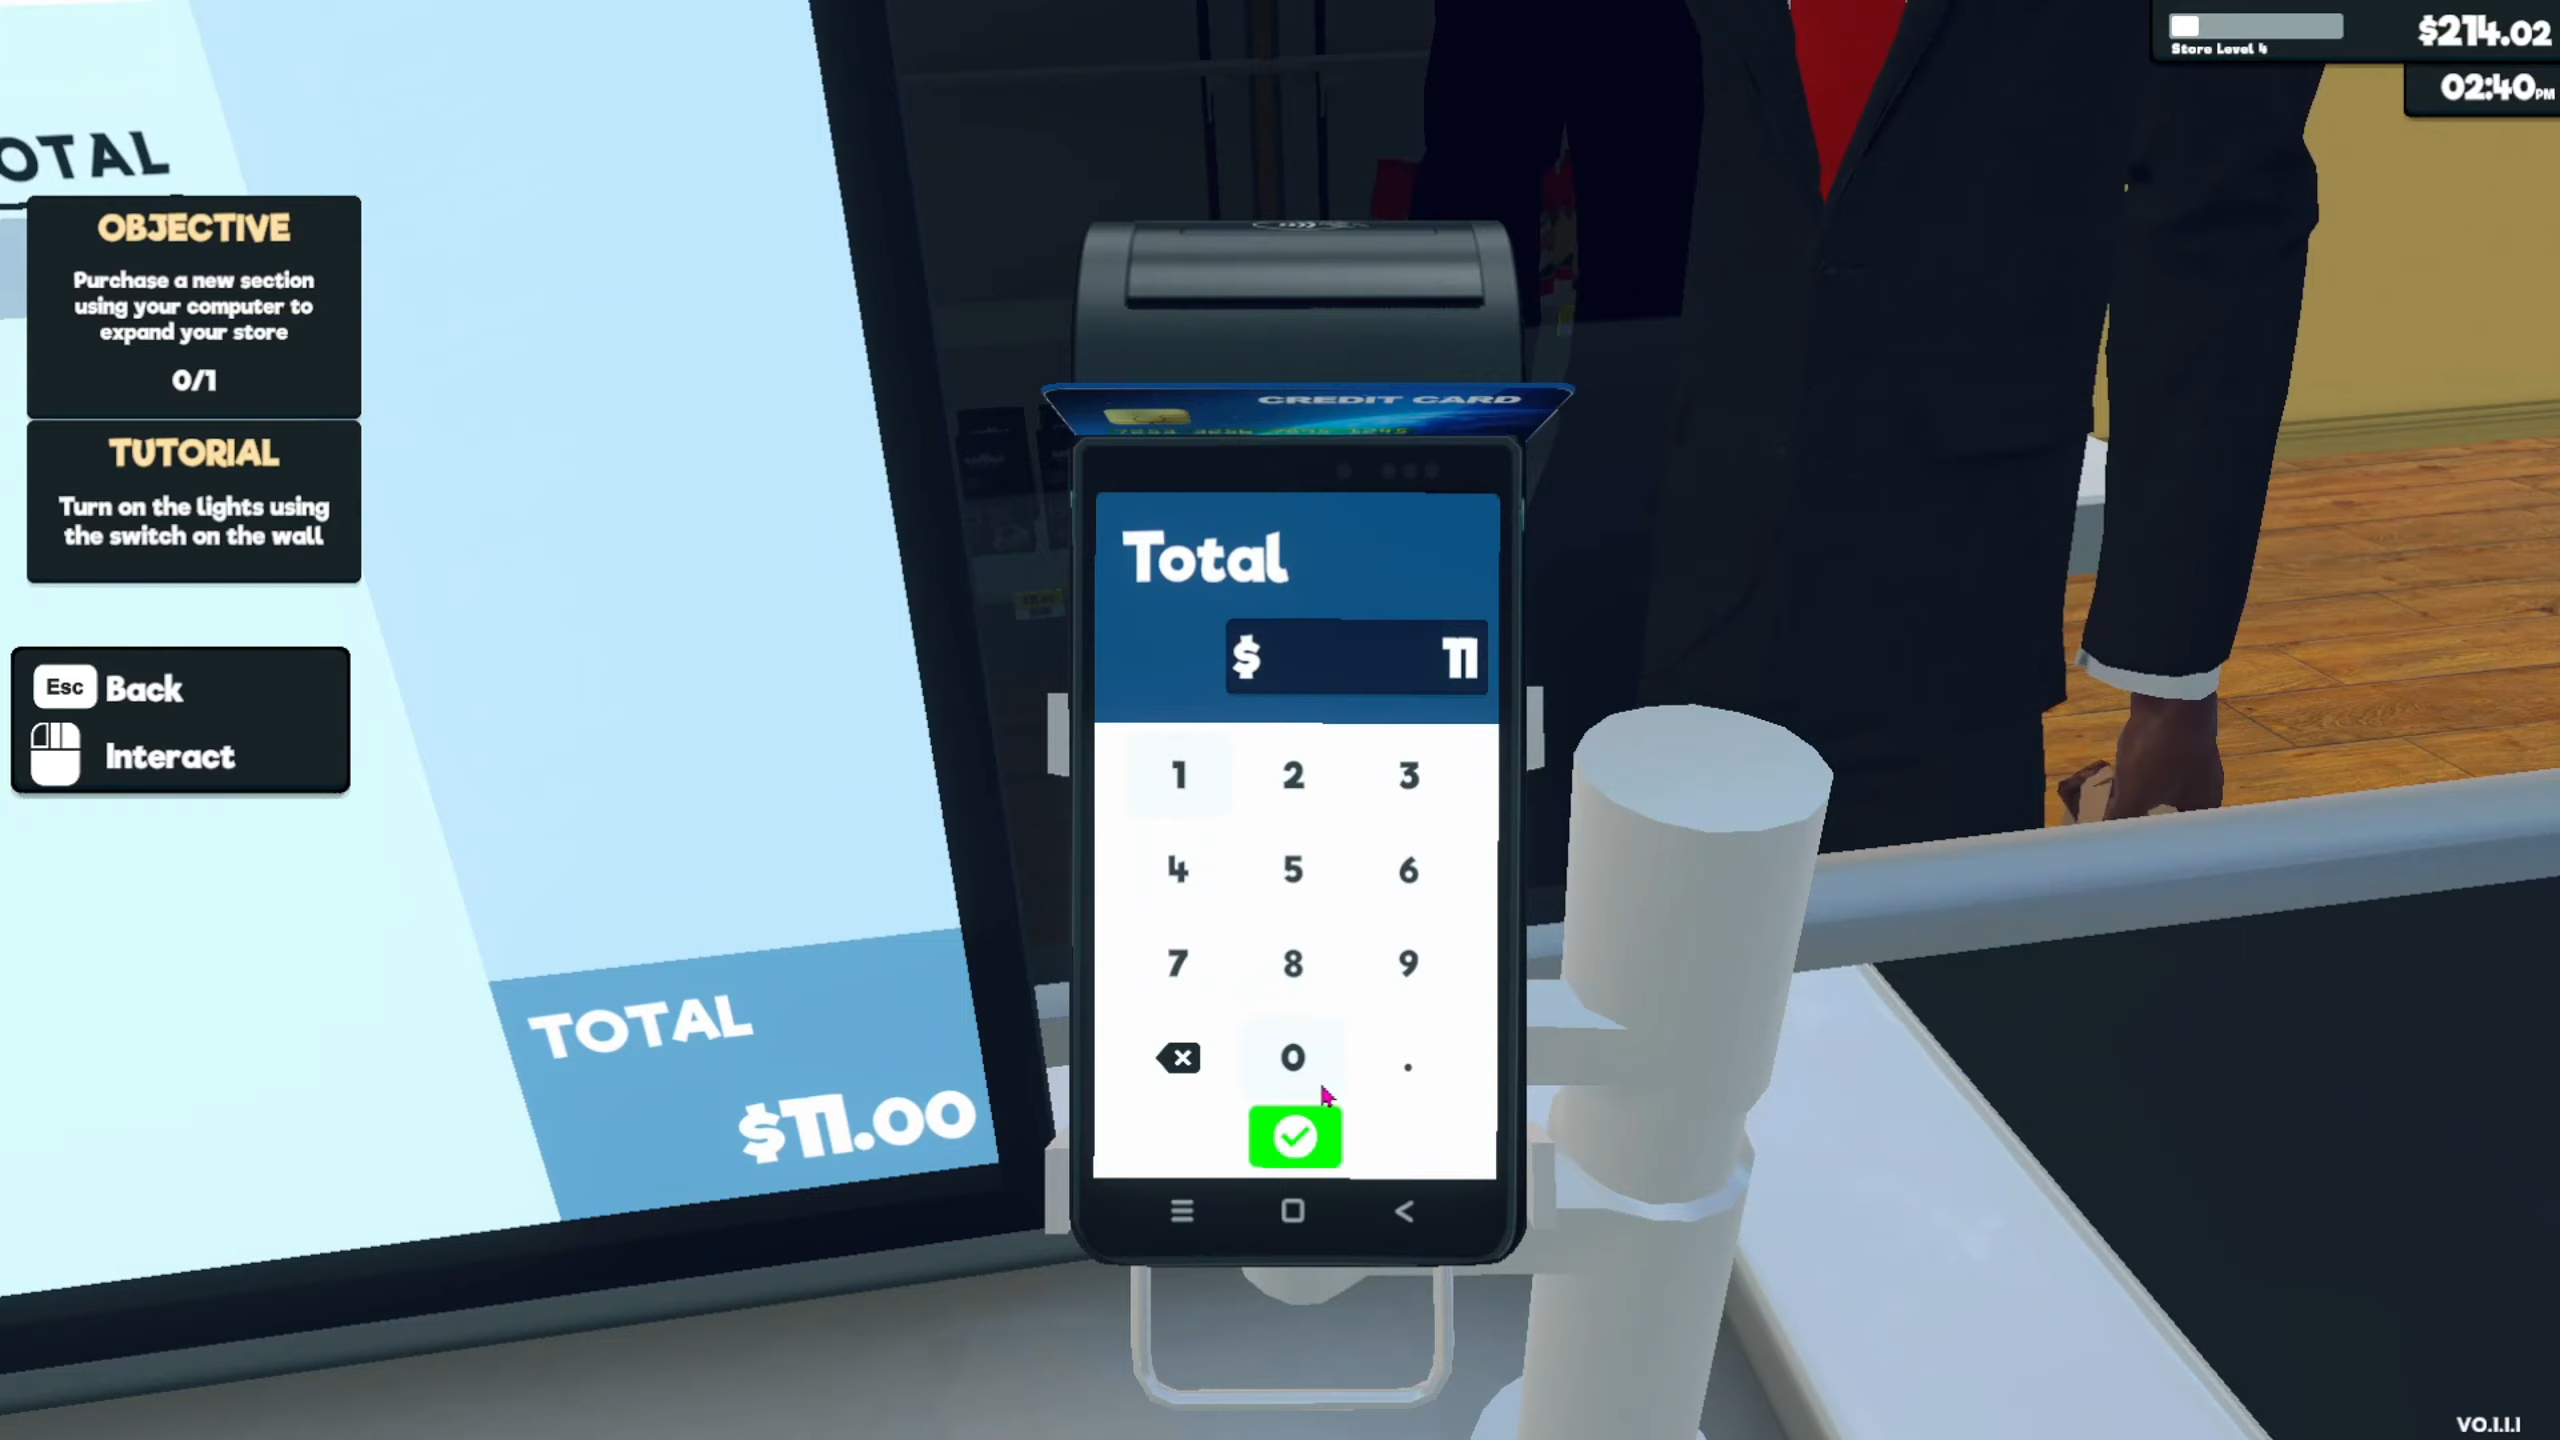 $214.02
Store Level 4
02:40PM
OTAL
OBJECTIVE
Purchase a new section
using your computer to
expand your store
0/1
TUTORIAL
Turn on the lights using
the switch on the wall
Esc Back
Interact
CREDIT CARD
Total
$ 11
1 2 3
4 5 6
7 8 9
0 .
TOTAL
$11.00
V0.1.1.1